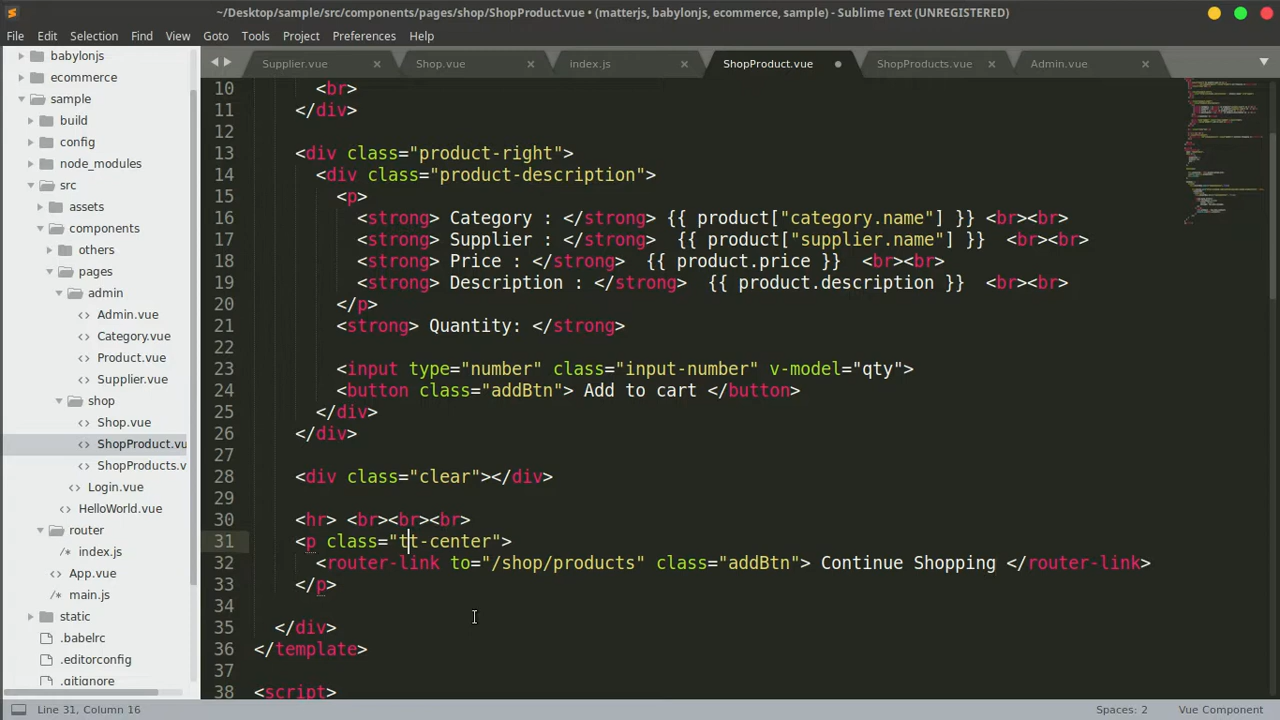 ~/Desktop/sample/src/components/pages/shop/ShopProduct.vue • (matterjs, babylonjs, ecommerce, sample) - Sublime Text (UNREGISTERED)
File Edit Selection Find View Goto Tools Project Preferences Help
babylonjs
ecommerce
sample
build
config
node_modules
src
assets
components
others
pages
admin
Admin.vue
Category.vue
Product.vue
Supplier.vue
shop
Shop.vue
ShopProduct.vu
ShopProducts.v
Login.vue
HelloWorld.vue
router
index.js
App.vue
main.js
static
.babelrc
.editorconfig
.gitignore
Supplier.vue Shop.vue index.js ShopProduct.vue ShopProducts.vue Admin.vue
10 <br>
11 </div>
12
13 <div class="product-right">
14 <div class="product-description">
15 <p>
16 <strong> Category : </strong> {{ product["category.name"] }} <br><br>
17 <strong> Supplier : </strong> {{ product["supplier.name"] }} <br><br>
18 <strong> Price : </strong> {{ product.price }} <br><br>
19 <strong> Description : </strong> {{ product.description }} <br><br>
20 </p>
21 <strong> Quantity: </strong>
22
23 <input type="number" class="input-number" v-model="qty">
24 <button class="addBtn"> Add to cart </button>
25 </div>
26 </div>
27
28 <div class="clear"></div>
29
30 <hr> <br><br><br>
31 <p class="tt-center">
32 <router-link to="/shop/products" class="addBtn"> Continue Shopping </router-link>
33 </p>
34
35 </div>
36 </template>
37
38 <script>
Line 31, Column 16 Spaces: 2 Vue Component